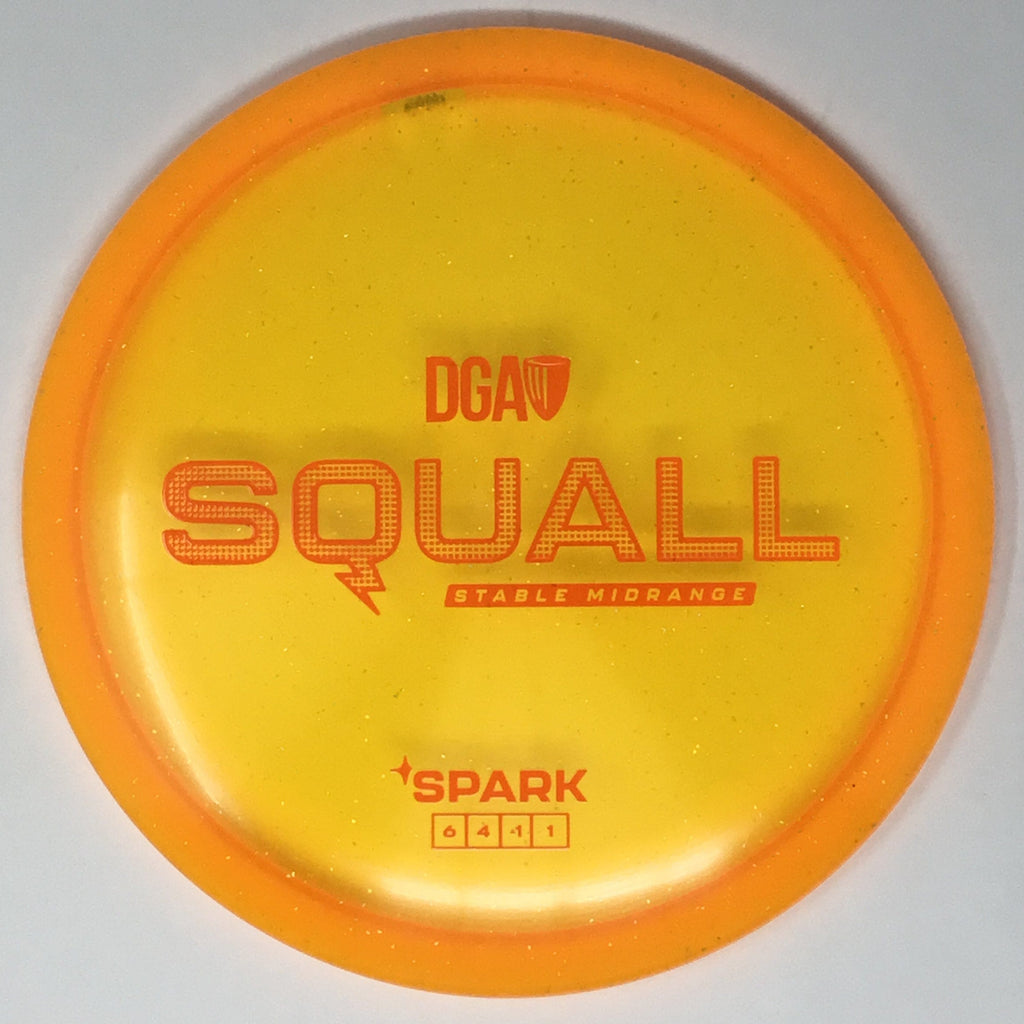 DGA
SQUALL
STABLE MIDRANGE
SPARK
6 4 -1 1